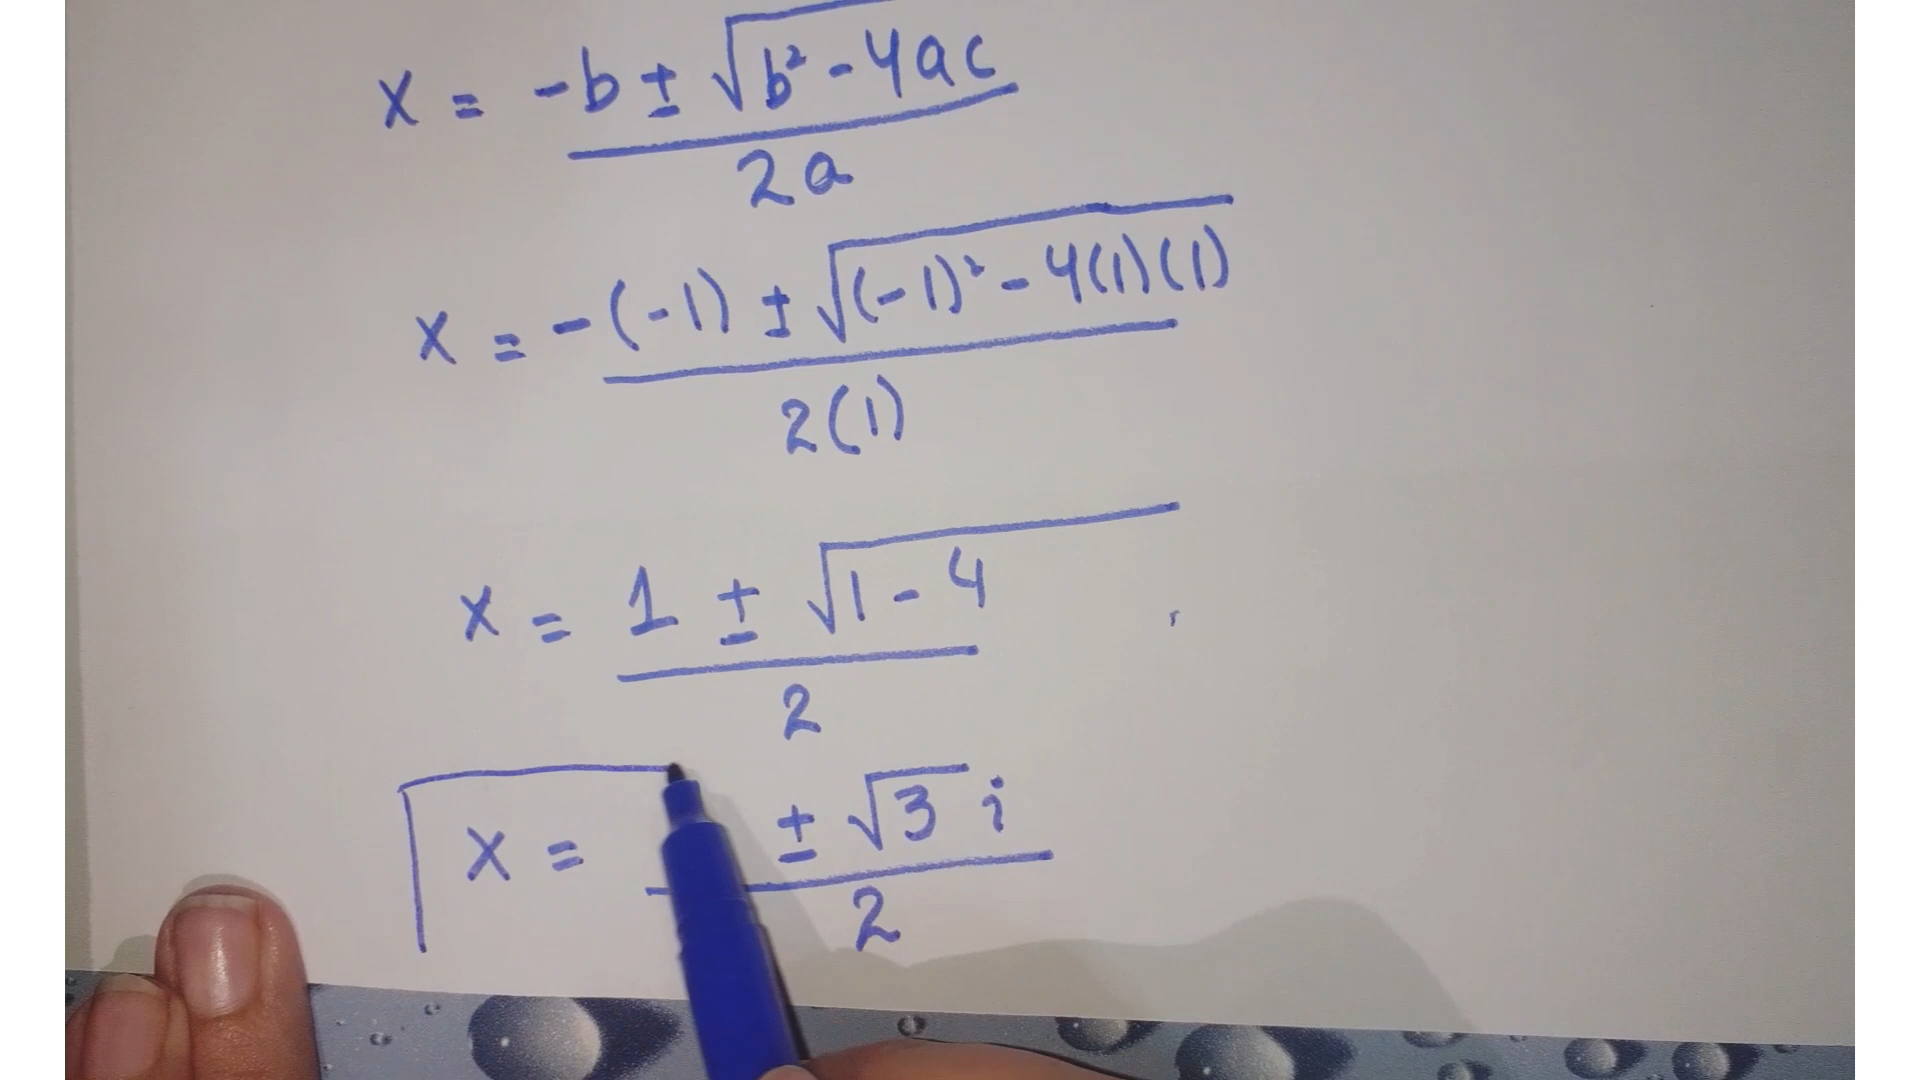 x = -b ± √b² - 4ac / 2a
x = -(-1) ± √(-1)² - 4(1)(1) / 2(1)
x = 1 ± √1 - 4 / 2
x = ± √3 i / 2